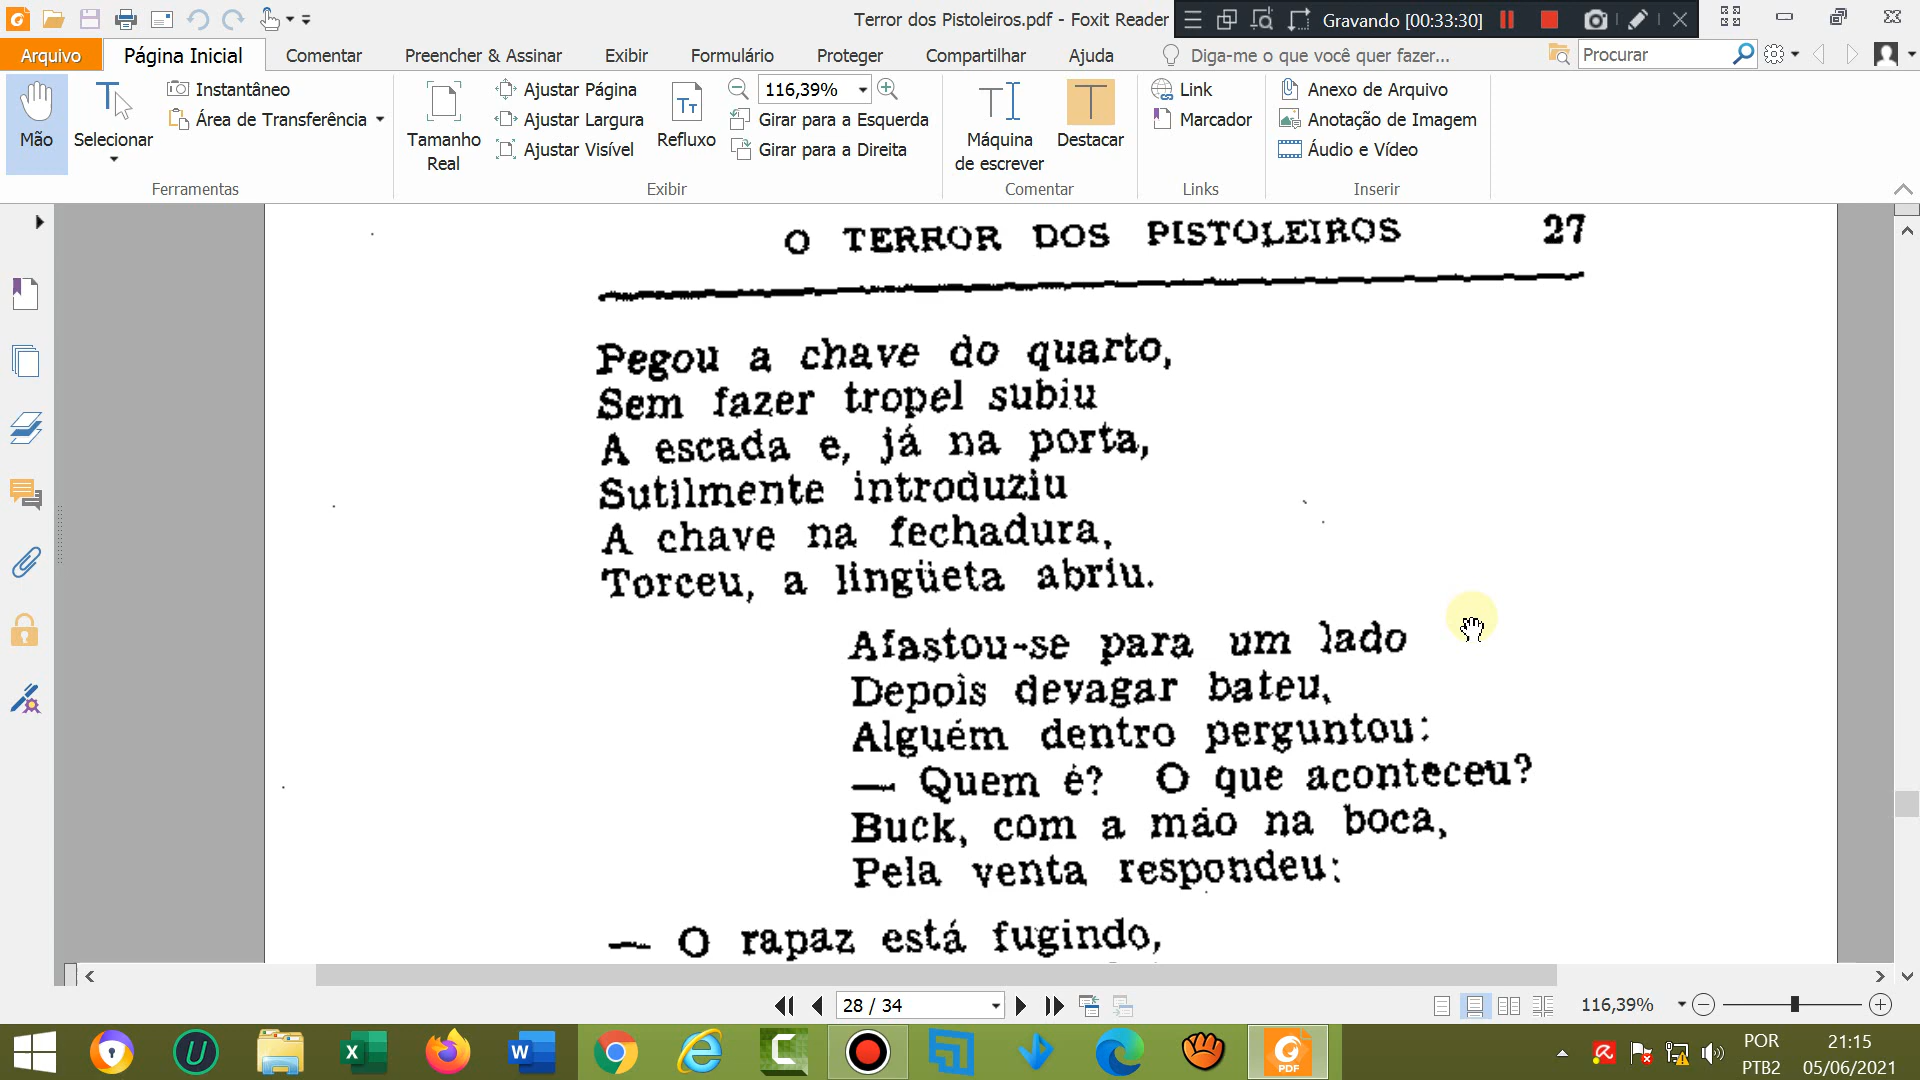 Terror dos Pistoleiros.pdf - Foxit Reader
Gravando [00:33:30]
Arquivo Página Inicial Comentar Preencher & Assinar Exibir Formulário Proteger Compartilhar Ajuda Diga-me o que você quer fazer... Procurar
Mão
Selecionar
Instantâneo
Área de Transferência
Ferramentas
Tamanho
Real
Ajustar Página
Ajustar Largura
Ajustar Visível
Refluxo
116,39%
Girar para a Esquerda
Girar para a Direita
Exibir
Máquina
de escrever
Destacar
Comentar
Link
Marcador
Links
Anexo de Arquivo
Anotação de Imagem
Áudio e Vídeo
Inserir
O TERROR DOS PISTOLEIROS 27
Pegou a chave do quarto,
Sem fazer tropel subiu
A escada e, já na porta,
Sutilmente introduziu
A chave na fechadura,
Torceu, a lingüeta abriu.
Afastou-se para um lado
Depois devagar bateu,
Alguém dentro perguntou:
— Quem é? O que aconteceu?
Buck, com a mão na boca,
Pela venta respondeu:
— O rapaz está fugindo,
28 / 34
116,39%
POR
PTB2
21:15
05/06/2021